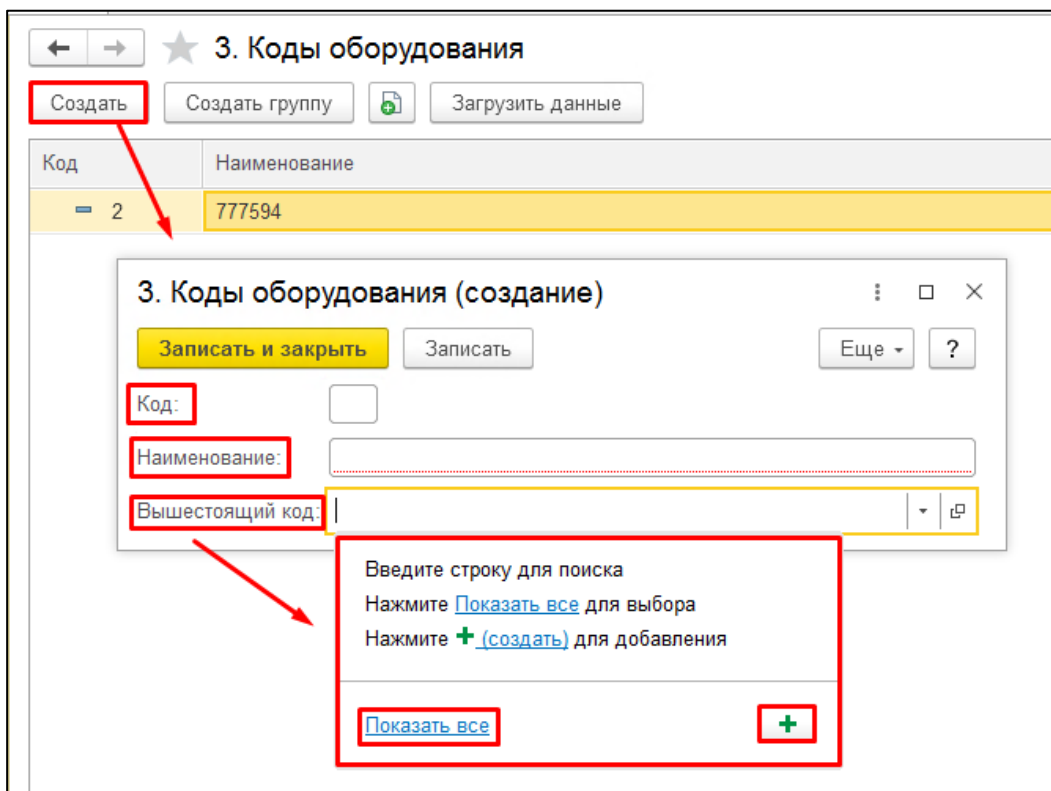 3. Коды оборудования
Создать Создать группу Загрузить данные
Код Наименование
2 777594
3. Коды оборудования (создание)
Записать и закрыть Записать Еще ?
Код:
Наименование:
Вышестоящий код:
Введите строку для поиска
Нажмите Показать все для выбора
Нажмите + (создать) для добавления
Показать все +